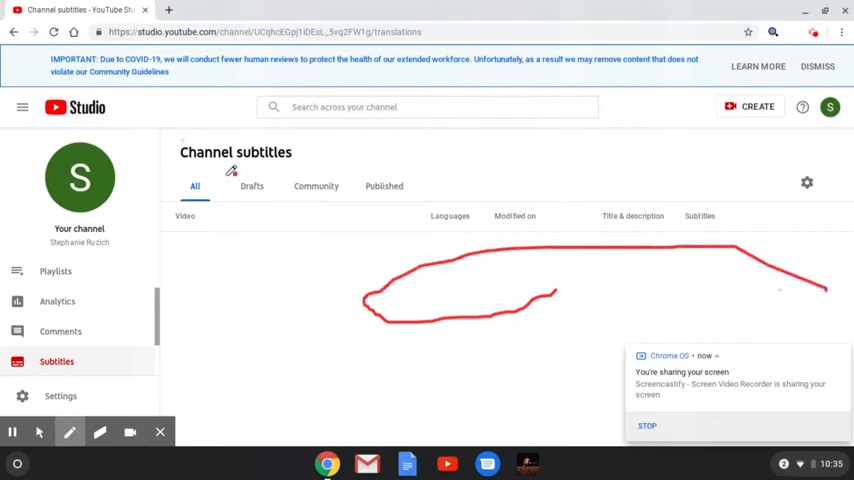 Channel subtitles - YouTube Stu
https://studio.youtube.com/channel/UCqhcEGpj1iDEsL_5vq2FW1g/translations
IMPORTANT: Due to COVID-19, we will conduct fewer human reviews to protect the health of our extended workforce. Unfortunately, as a result we may remove content that does not
violate our Community Guidelines
LEARN MORE
DISMISS
Studio
Search across your channel
CREATE
S
S
Your channel
Stephanie Ruzich
Playlists
Analytics
Comments
Subtitles
Settings
Channel subtitles
All
Drafts
Community
Published
Video
Languages
Modified on
Title & description
Subtitles
Chrome OS • now
You're sharing your screen
Screencastify - Screen Video Recorder is sharing your
screen.
STOP
2
10:35